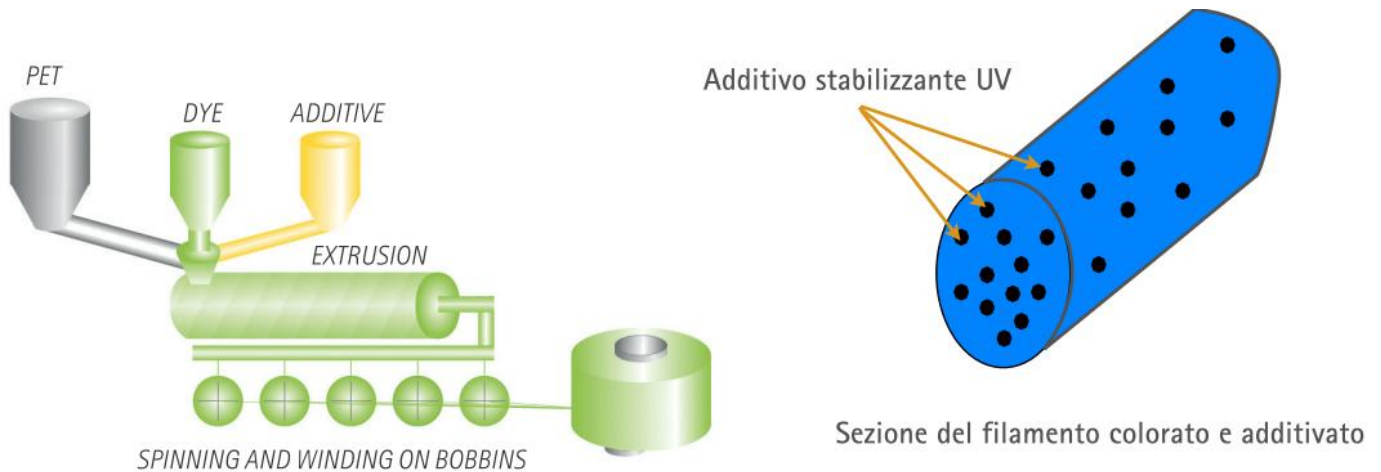 PET
DYE
ADDITIVE
EXTRUSION
SPINNING AND WINDING ON BOBBINS
Additivo stabilizzante UV
Sezione del filamento colorato e additivato